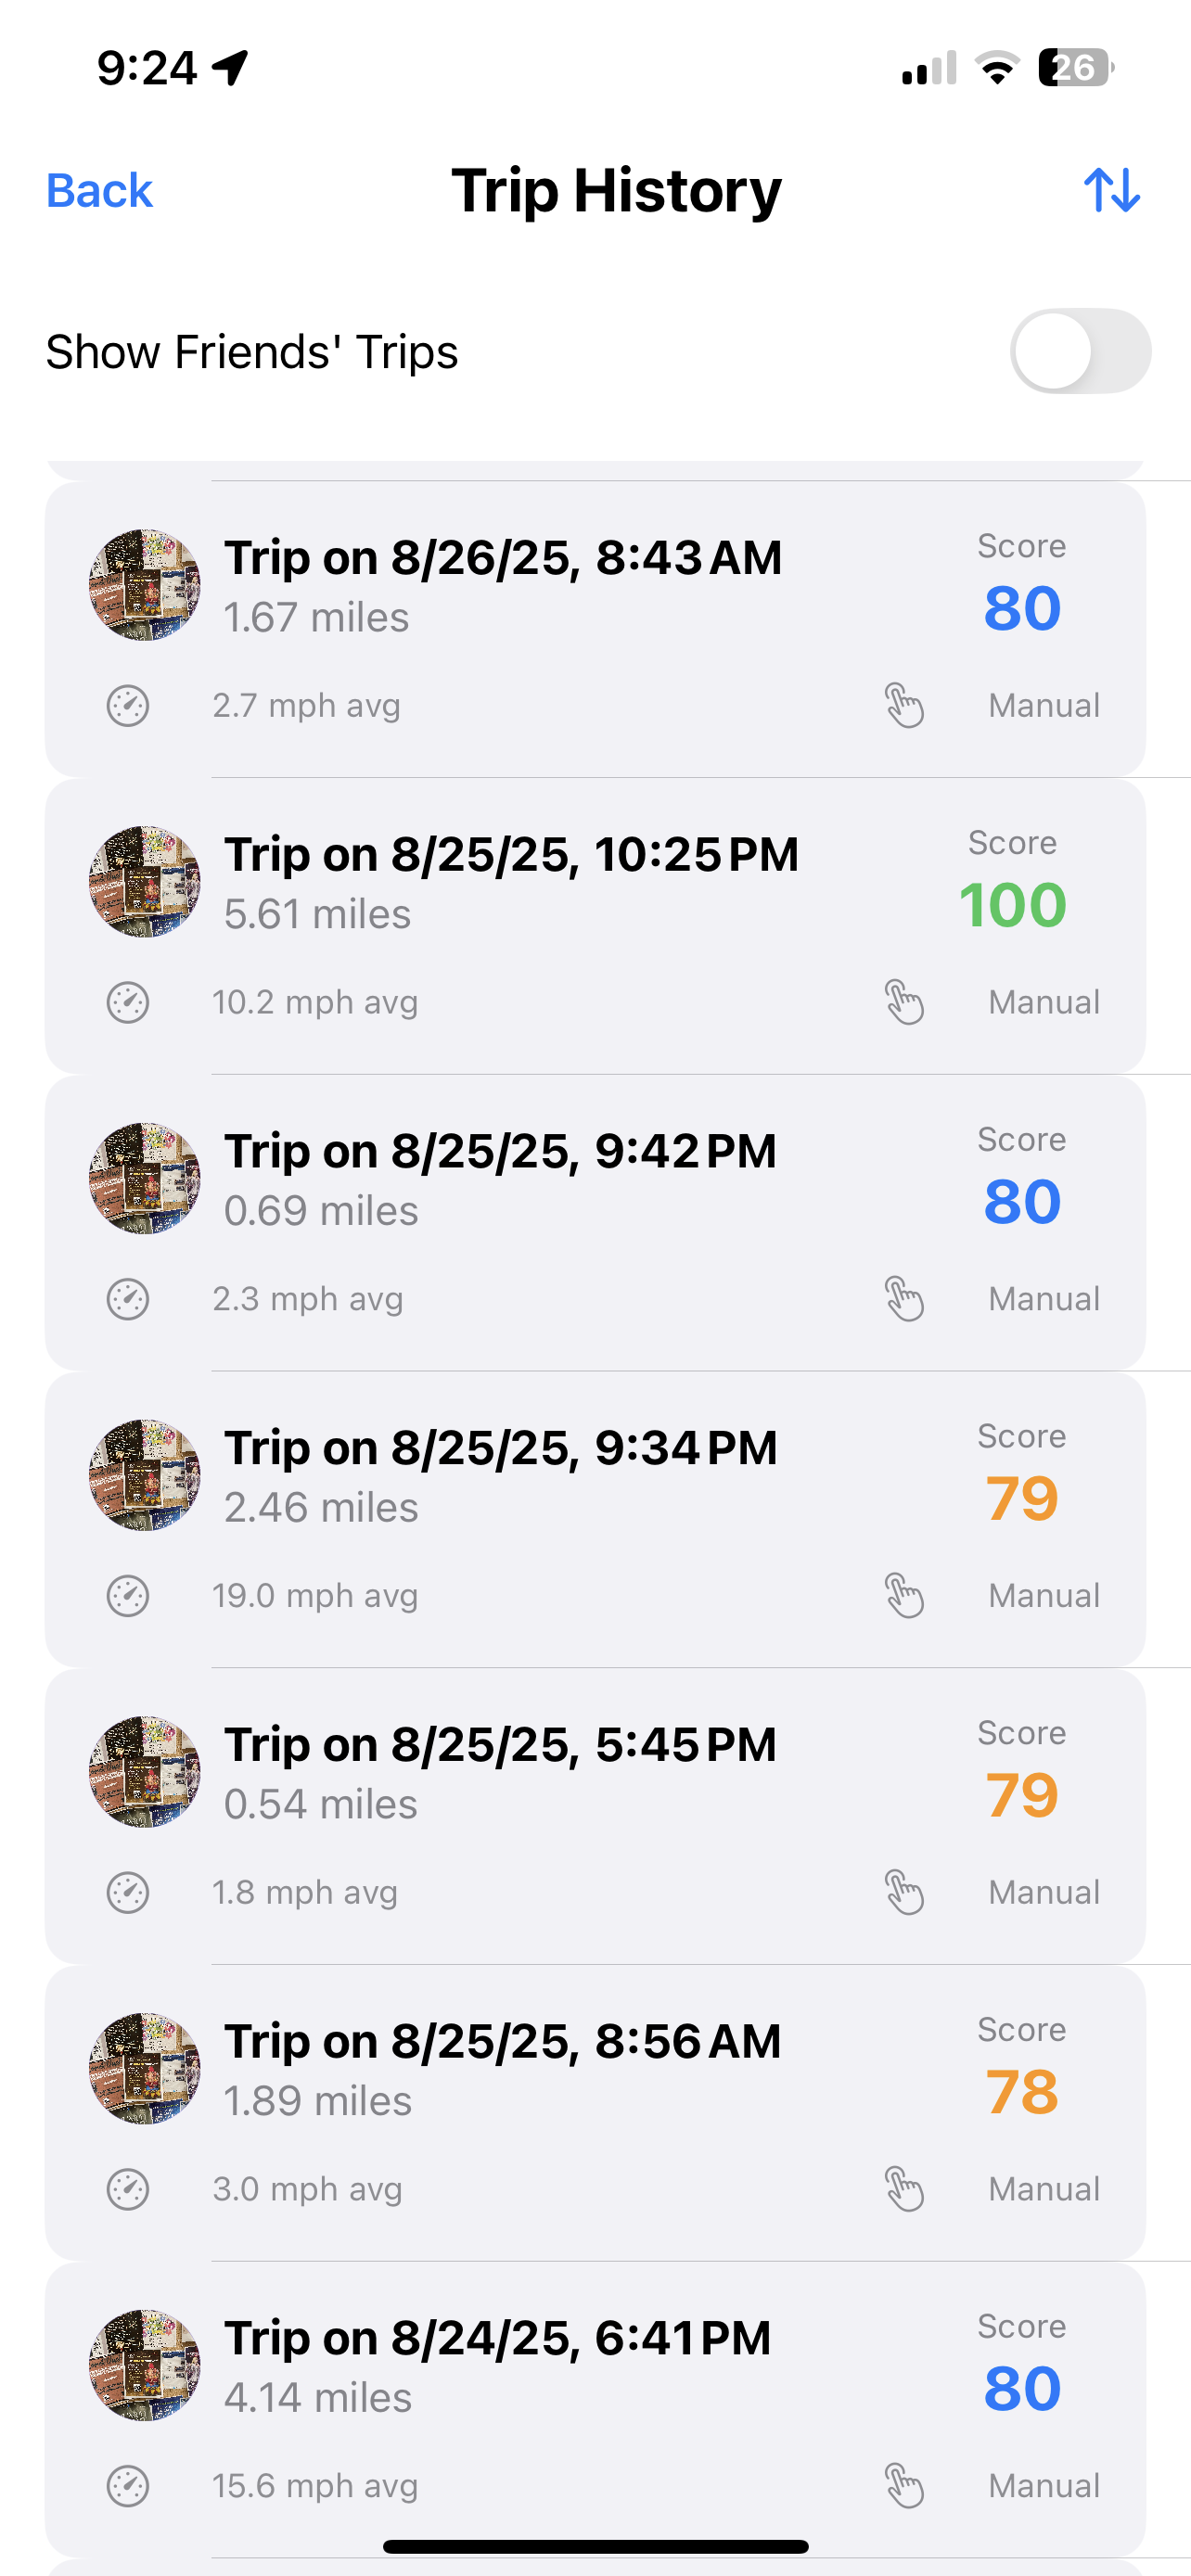 9:24
26
Back
Trip History
Show Friends' Trips
Trip on 8/26/25, 8:43 AM
Score
1.67 miles
80
2.7 mph avg
Manual
Trip on 8/25/25, 10:25 PM
Score
5.61 miles
100
10.2 mph avg
Manual
Trip on 8/25/25, 9:42 PM
Score
0.69 miles
80
2.3 mph avg
Manual
Trip on 8/25/25, 9:34 PM
Score
2.46 miles
79
19.0 mph avg
Manual
Trip on 8/25/25, 5:45 PM
Score
0.54 miles
79
1.8 mph avg
Manual
Trip on 8/25/25, 8:56 AM
Score
1.89 miles
78
3.0 mph avg
Manual
Trip on 8/24/25, 6:41 PM
Score
4.14 miles
80
15.6 mph avg
Manual